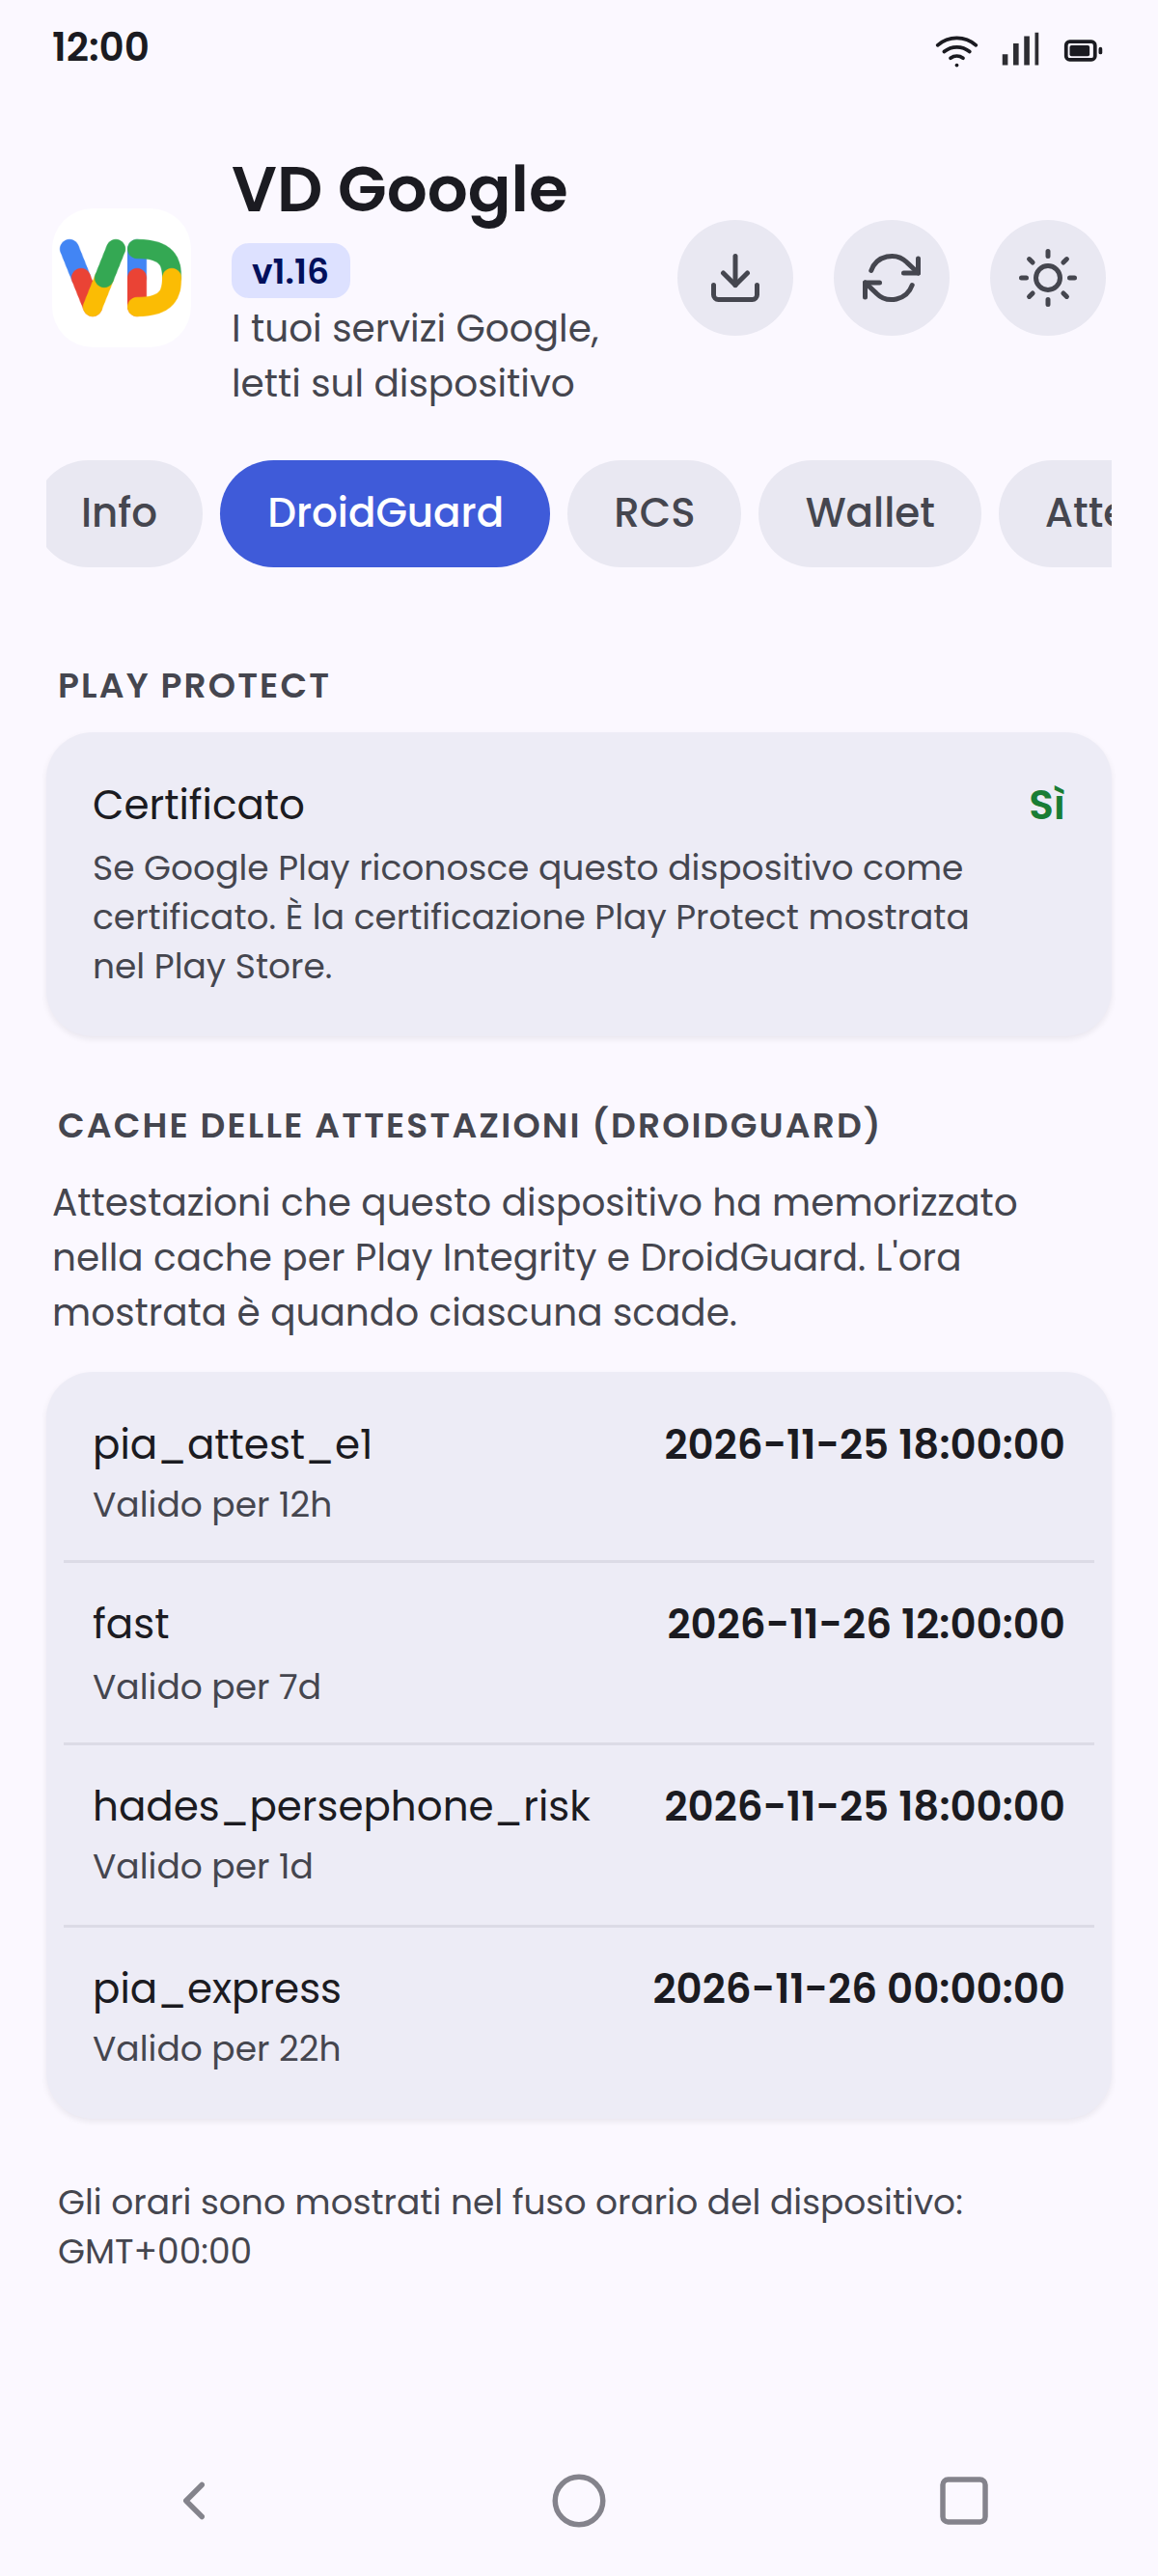 12:00
VD
VD Google
v1.16
I tuoi servizi Google,
letti sul dispositivo
Info
DroidGuard
RCS
Wallet
Atte
PLAY PROTECT
Certificato
Sì
Se Google Play riconosce questo dispositivo come
certificato. È la certificazione Play Protect mostrata
nel Play Store.
CACHE DELLE ATTESTAZIONI (DROIDGUARD)
Attestazioni che questo dispositivo ha memorizzato
nella cache per Play Integrity e DroidGuard. L'ora
mostrata è quando ciascuna scade.
pia_attest_e1
2026-11-25 18:00:00
Valido per 12h
fast
2026-11-26 12:00:00
Valido per 7d
hades_persephone_risk
2026-11-25 18:00:00
Valido per 1d
pia_express
2026-11-26 00:00:00
Valido per 22h
Gli orari sono mostrati nel fuso orario del dispositivo:
GMT+00:00